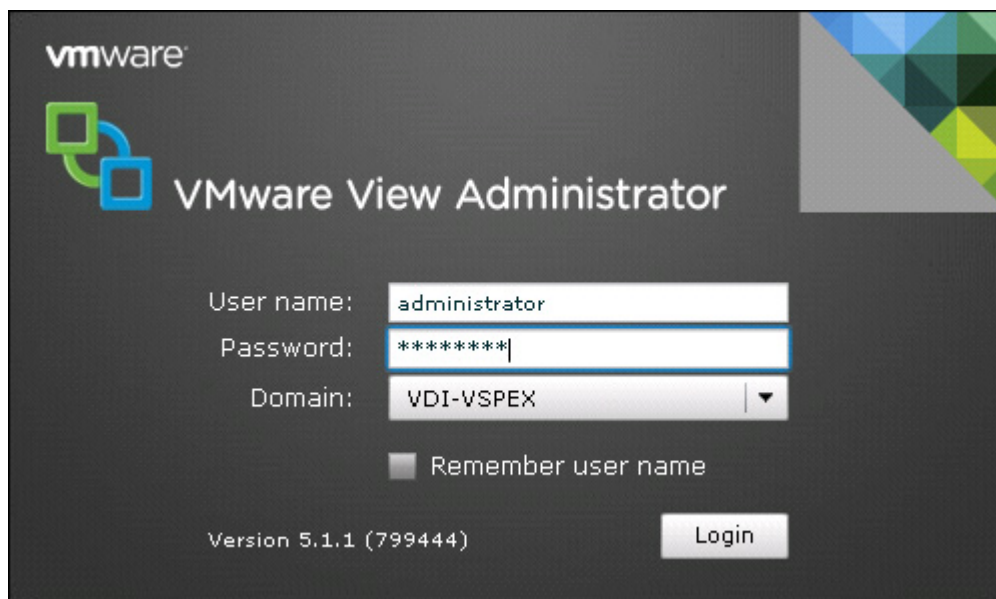 vmware
VMware View Administrator
User name: administrator
Password: ********
Domain: VDI-VSPEX
Remember user name
Version 5.1.1 (799444) Login